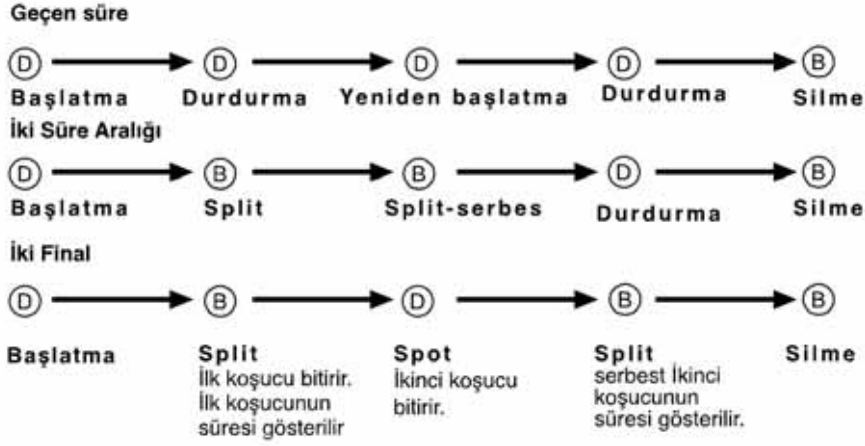 Geçen süre
D D D D B
Başlatma Durdurma Yeniden başlatma Durdurma Silme
İki Süre Aralığı
D B B D B
Başlatma Split Split-serbes Durdurma Silme
İki Final
D B D B B
Başlatma Split Spot Split Silme
İlk koşucu bitirir. İkinci koşucu serbest İkinci
İlk koşucunun bitirir. koşucunun
süresi gösterilir süresi gösterilir.